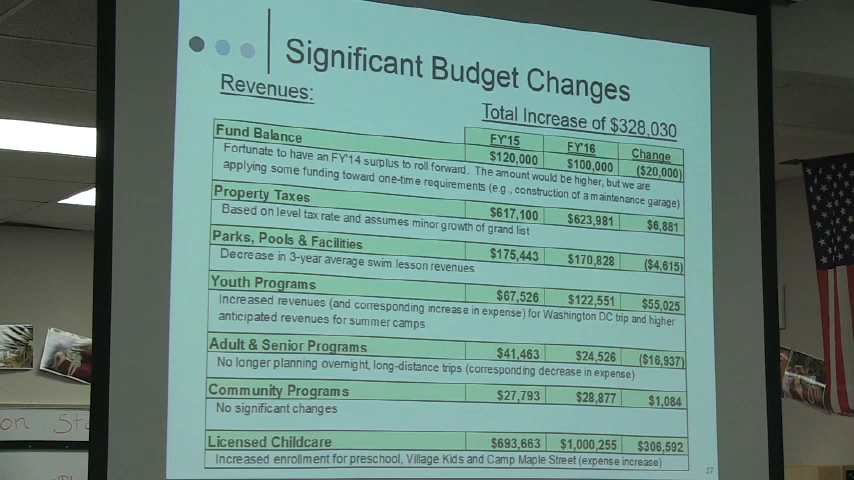 Significant Budget Changes
Revenues:
Total Increase of $328,030
FY'15 FY'16 Change
Fund Balance $120,000 $100,000 ($20,000)
Fortunate to have an FY'14 surplus to roll forward. The amount would be higher, but we are
applying some funding toward one-time requirements (e.g., construction of a maintenance garage)
Property Taxes $617,100 $623,981 $6,881
Based on level tax rate and assumes minor growth of grand list
Parks, Pools & Facilities $175,443 $170,828 ($4,615)
Decrease in 3-year average swim lesson revenues
Youth Programs $67,526 $122,551 $55,025
Increased revenues (and corresponding increase in expense) for Washington DC trip and higher
anticipated revenues for summer camps
Adult & Senior Programs $41,463 $24,526 ($16,937)
No longer planning overnight, long-distance trips (corresponding decrease in expense)
Community Programs $27,793 $28,877 $1,084
No significant changes
Licensed Childcare $693,663 $1,000,255 $306,592
Increased enrollment for preschool, Village Kids and Camp Maple Street (expense increase)
27